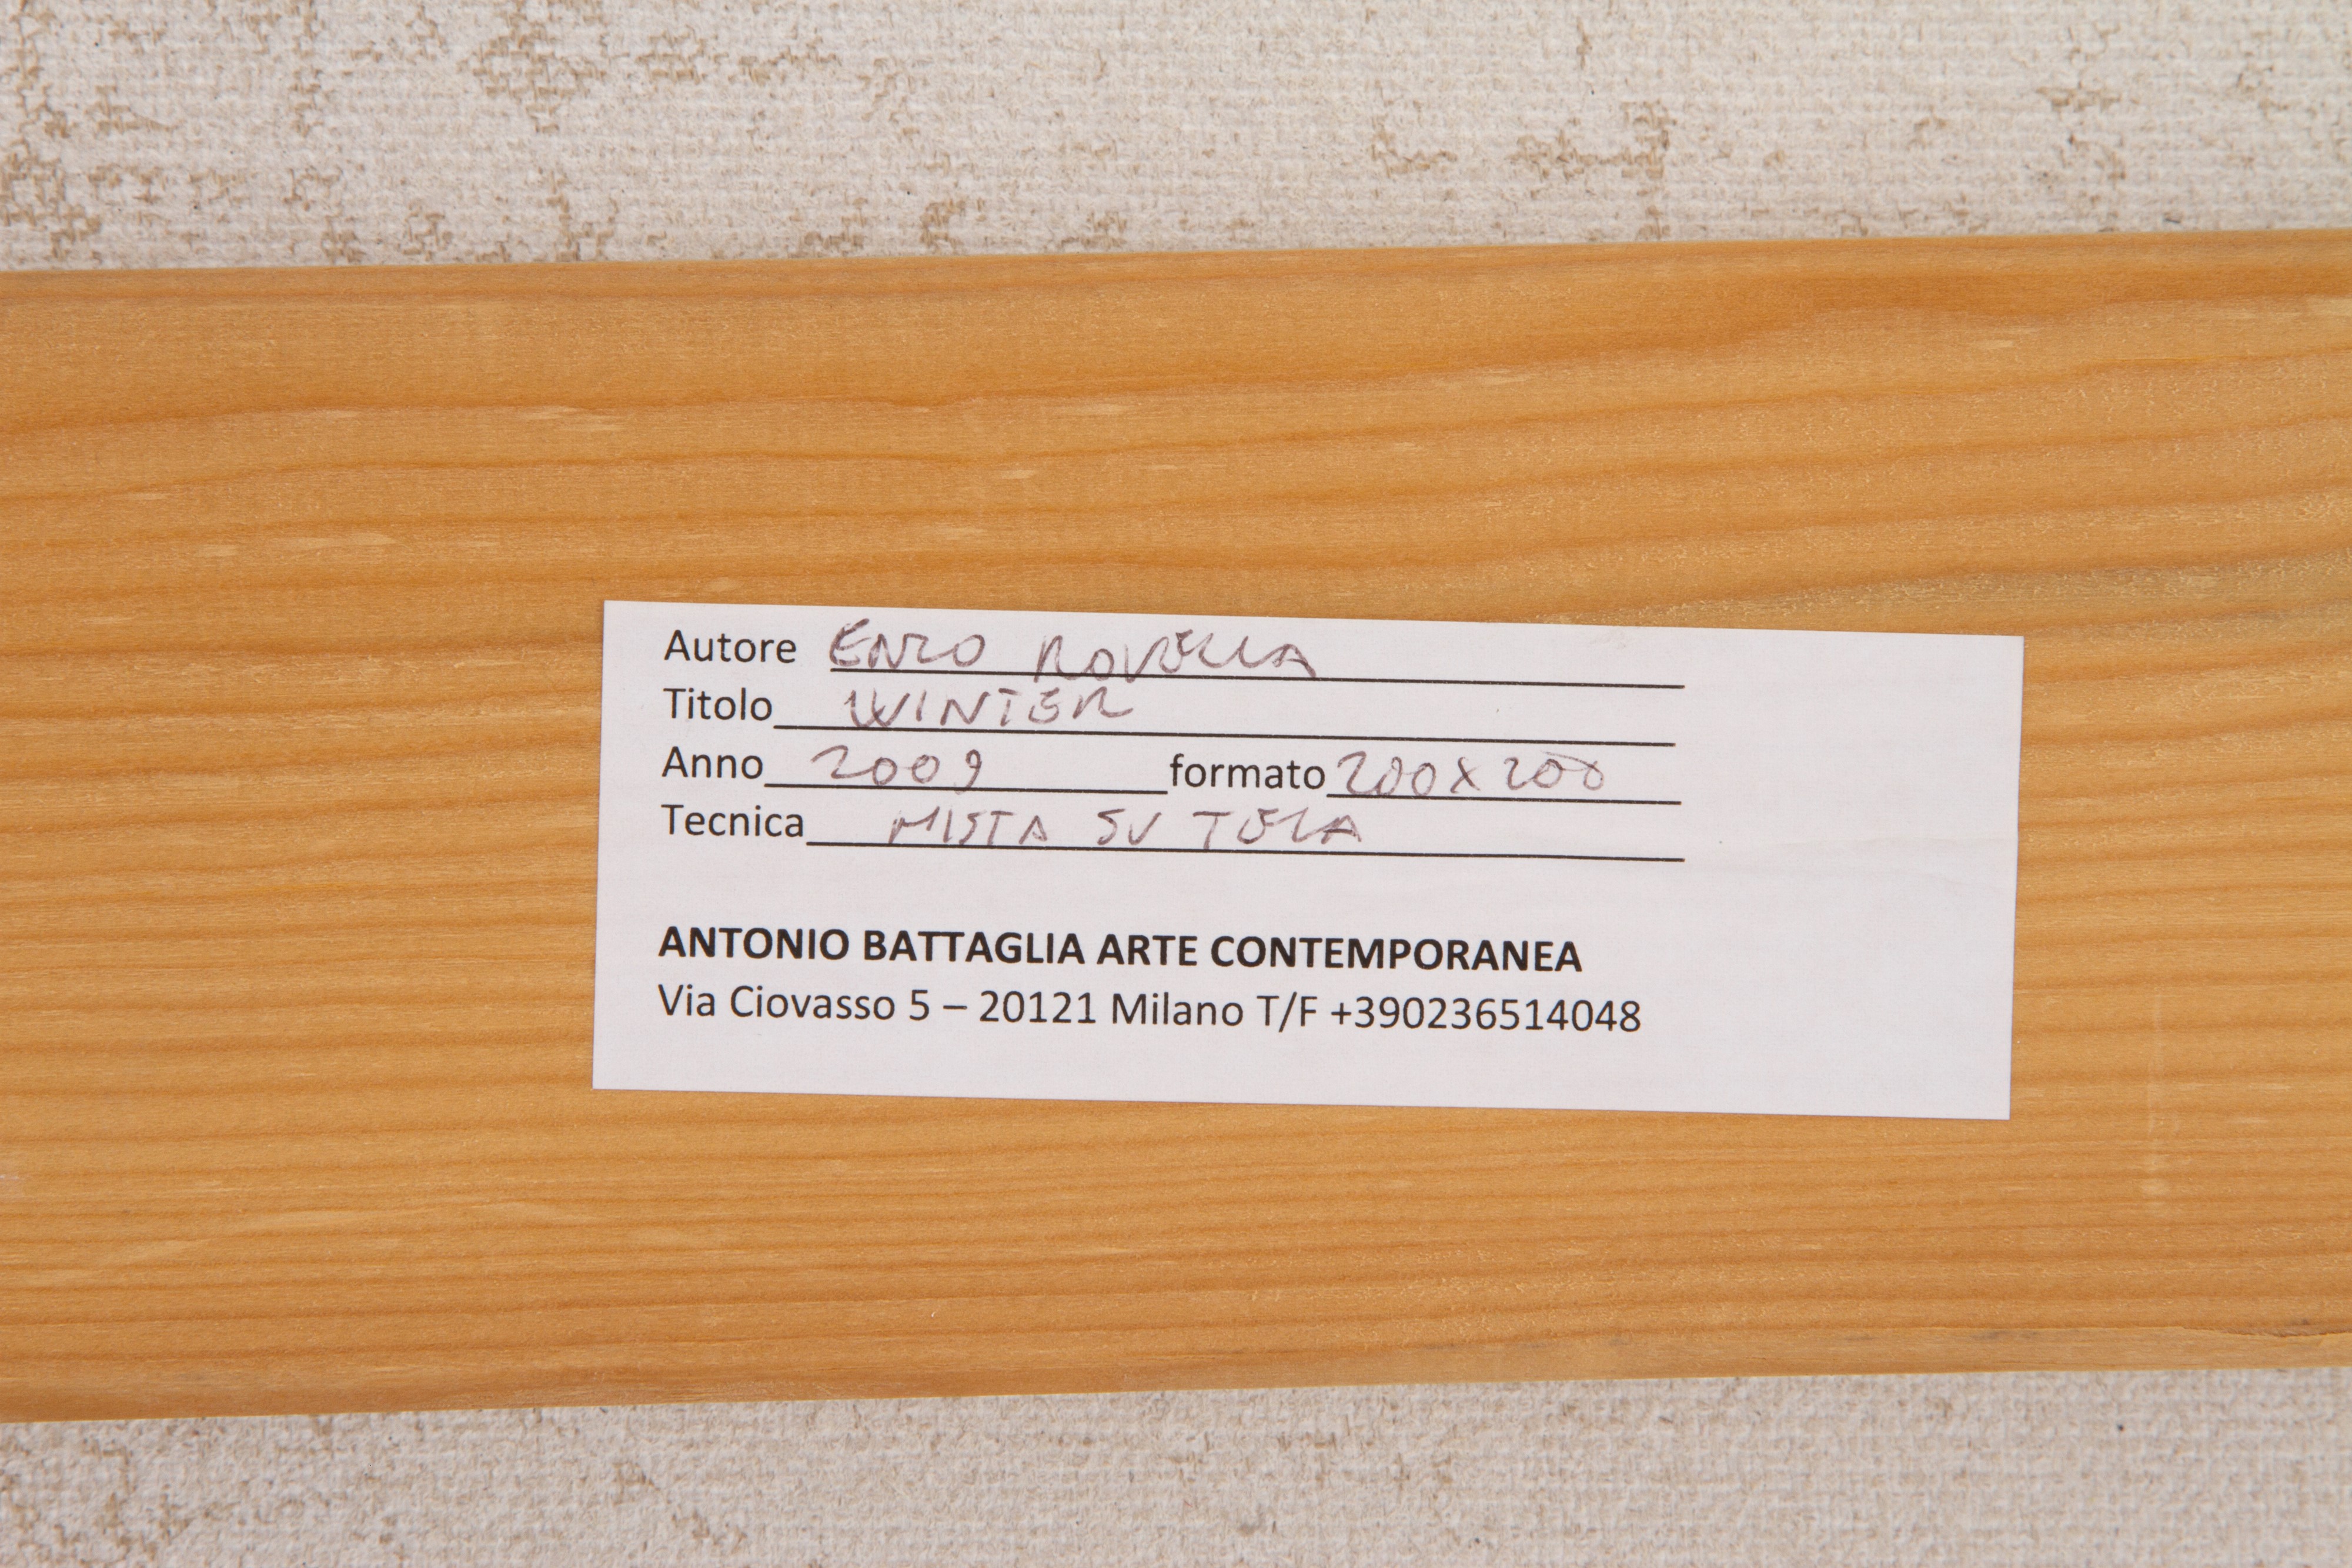 Autore ENZO ROVELLA
Titolo WINTER
Anno 2009 formato 200x200
Tecnica MISTA SU TELA
ANTONIO BATTAGLIA ARTE CONTEMPORANEA
Via Ciovasso 5 – 20121 Milano T/F +390236514048